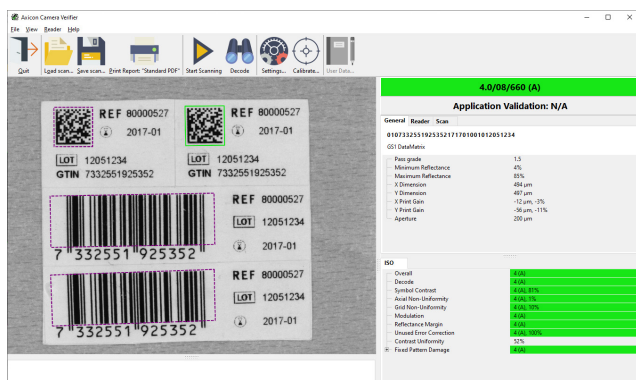 Axicon Camera Verifier
File View Reader Help
Quit Load scan... Save scan... Print Report: "Standard PDF" Start Scanning Decode Settings... Calibrate... User Data...
4.0/08/660 (A)
Application Validation: N/A
General Reader Scan
0107332551925352171701001012051234
GS1 DataMatrix
Pass grade 1.5
Minimum Reflectance 4%
Maximum Reflectance 85%
X Dimension 494 µm
Y Dimension 497 µm
X Print Gain -12 µm, -3%
Y Print Gain -56 µm, -11%
Aperture 200 µm
ISO
Overall 4 (A)
Decode 4 (A)
Symbol Contrast 4 (A), 81%
Axial Non-Uniformity 4 (A), 1%
Grid Non-Uniformity 4 (A), 10%
Modulation 4 (A)
Reflectance Margin 4 (A)
Unused Error Correction 4 (A), 100%
Contrast Uniformity 52%
Fixed Pattern Damage 4 (A)
REF 80000527
2017-01
LOT 12051234
GTIN 7332551925352
REF 80000527
2017-01
LOT 12051234
GTIN 7332551925352
REF 80000527
LOT 12051234
2017-01
7 332551 925352
REF 80000527
LOT 12051234
2017-01
7 332551 925352